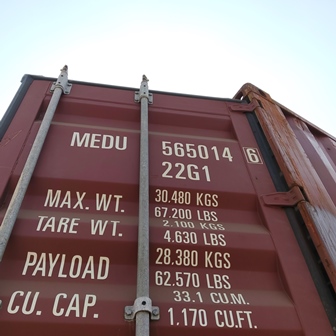 MEDU 565014 6
22G1
MAX. WT. 30.480 KGS
67.200 LBS
TARE WT. 2.100 KGS
4.630 LBS
PAYLOAD 28.380 KGS
62.570 LBS
CU. CAP. 33.1 CU.M.
1.170 CU.FT.